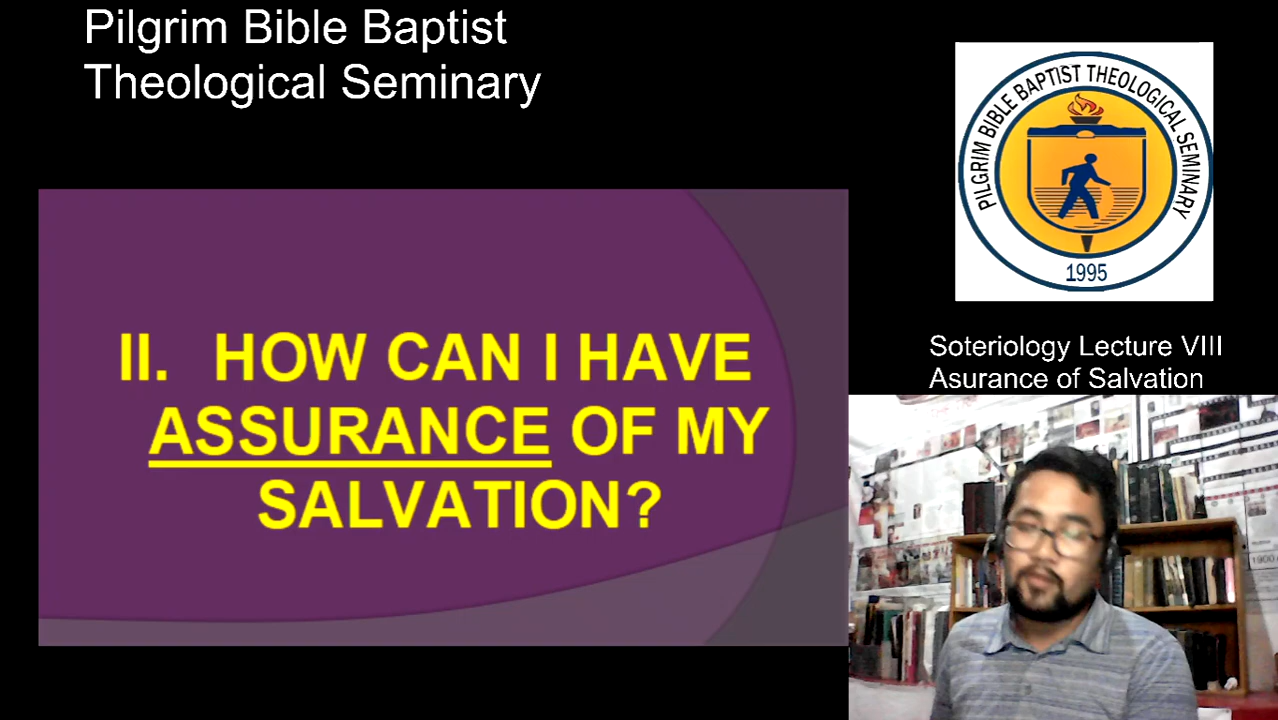 Pilgrim Bible Baptist
Theological Seminary
PILGRIM BIBLE BAPTIST THEOLOGICAL SEMINARY
1995
II. HOW CAN I HAVE
ASSURANCE OF MY
SALVATION?
Soteriology Lecture VIII
Asurance of Salvation
1900